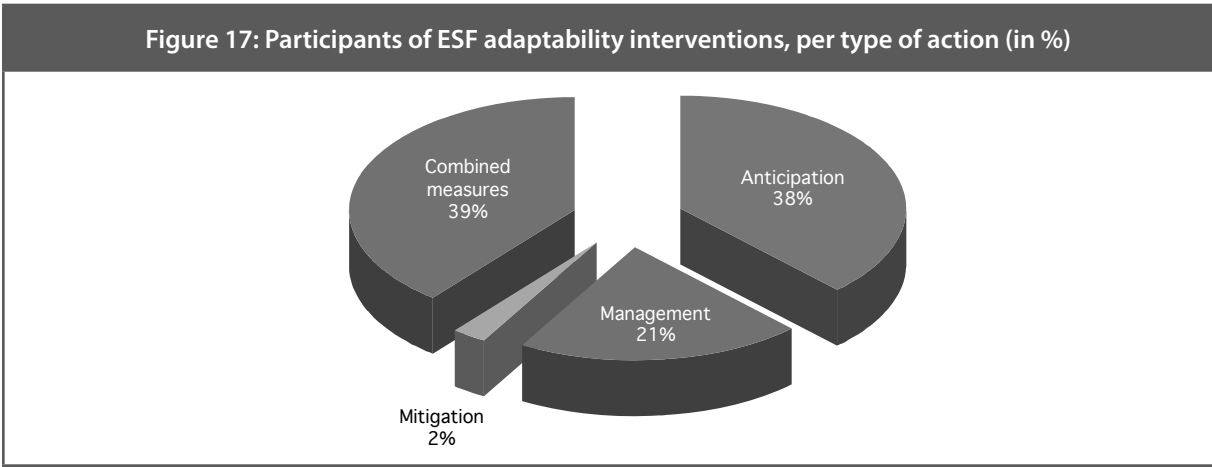 Figure 17: Participants of ESF adaptability interventions, per type of action (in %)
Combined
measures
39%
Anticipation
38%
Management
21%
Mitigation
2%